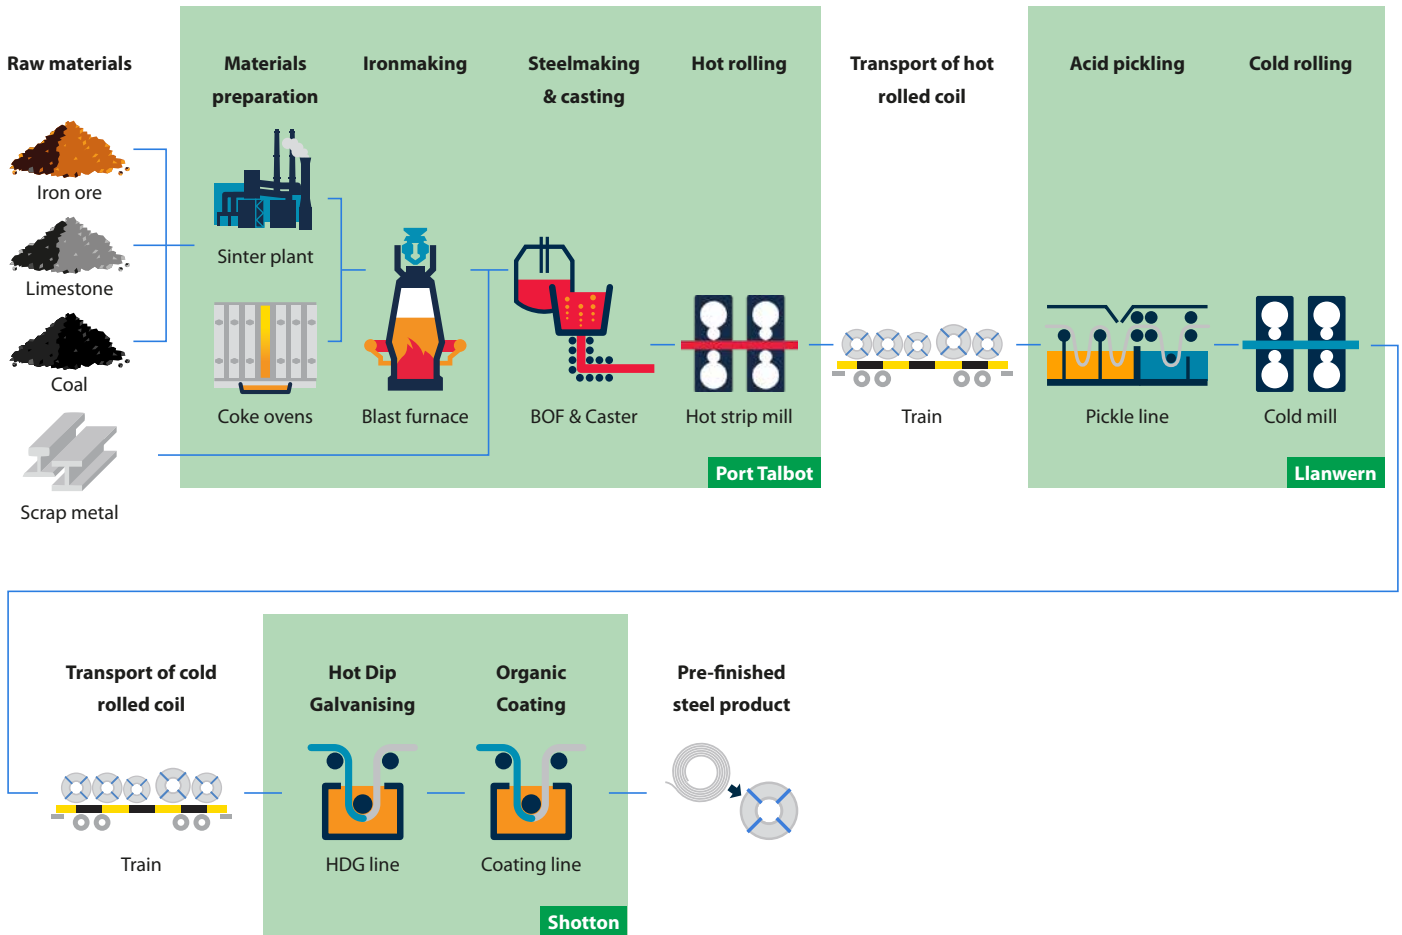 Raw materials
Materials
preparation
Ironmaking
Steelmaking
& casting
Hot rolling
Transport of hot
rolled coil
Acid pickling
Cold rolling
Iron ore
Limestone
Coal
Scrap metal
Sinter plant
Coke ovens
Blast furnace
BOF & Caster
Hot strip mill
Train
Pickle line
Cold mill
Port Talbot
Llanwern
Transport of cold
rolled coil
Hot Dip
Galvanising
Organic
Coating
Pre-finished
steel product
Train
HDG line
Coating line
Shotton